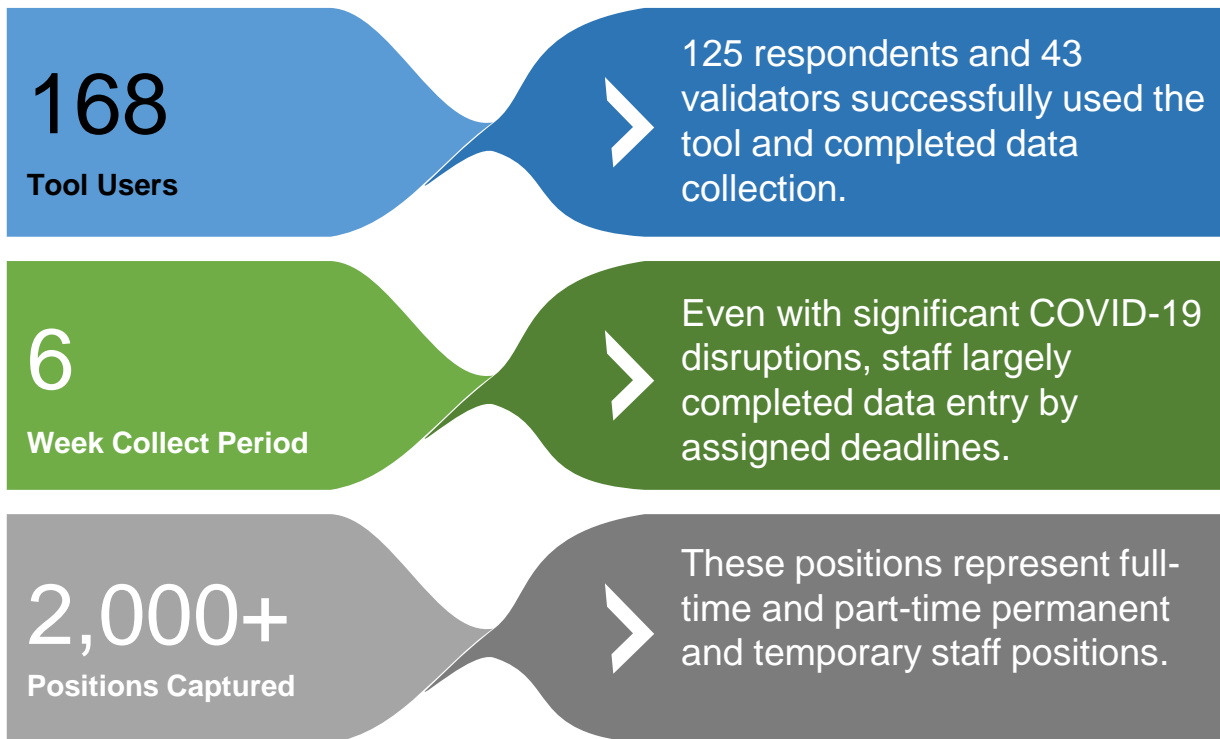 168
Tool Users
125 respondents and 43
validators successfully used the
tool and completed data
collection.
6
Week Collect Period
Even with significant COVID-19
disruptions, staff largely
completed data entry by
assigned deadlines.
2,000+
Positions Captured
These positions represent full-
time and part-time permanent
and temporary staff positions.